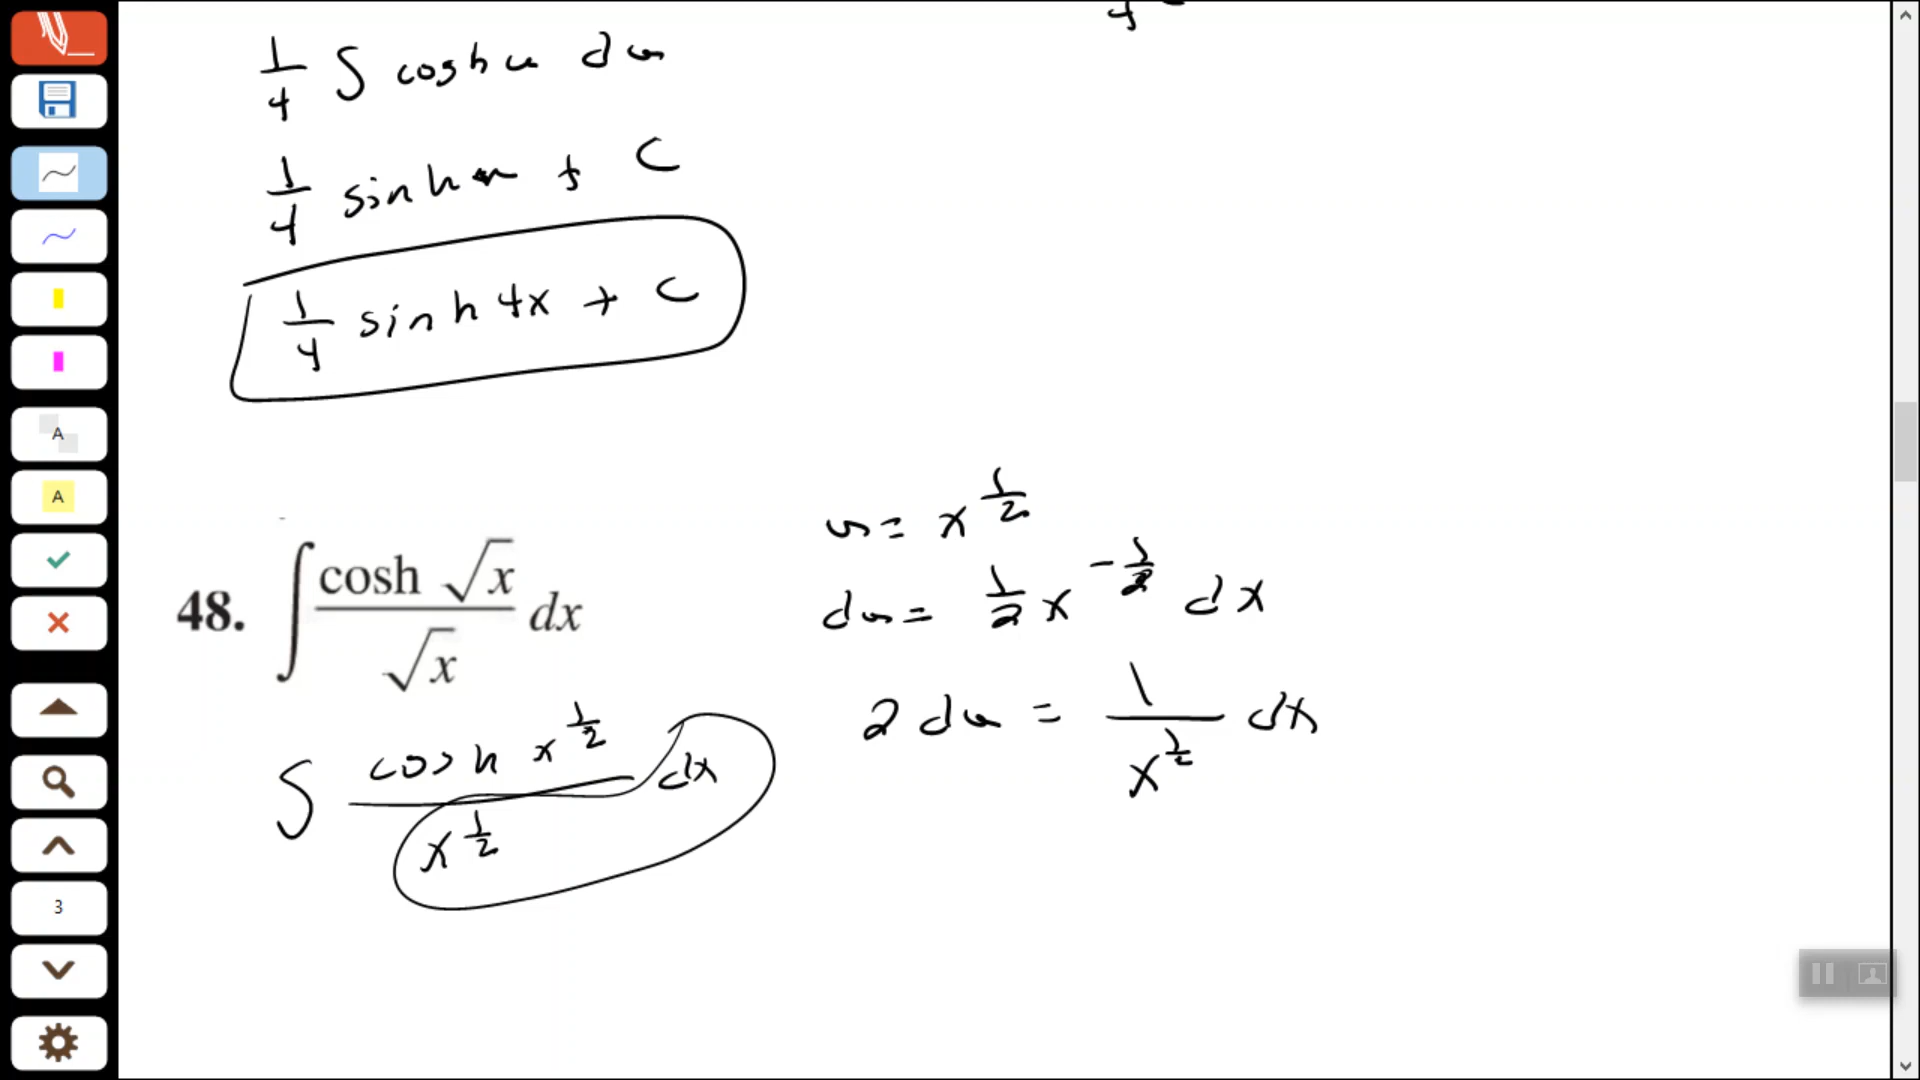 1/4 ∫ cosh u du
1/4 sinh u + C
1/4 sinh 4x + C
48. ∫ cosh √x / √x dx
u = x^{1/2}
du = 1/2 x^{-1/2} dx
2 du = 1/x^{1/2} dx
∫ cosh x^{1/2} / x^{1/2} dx
A
A
3